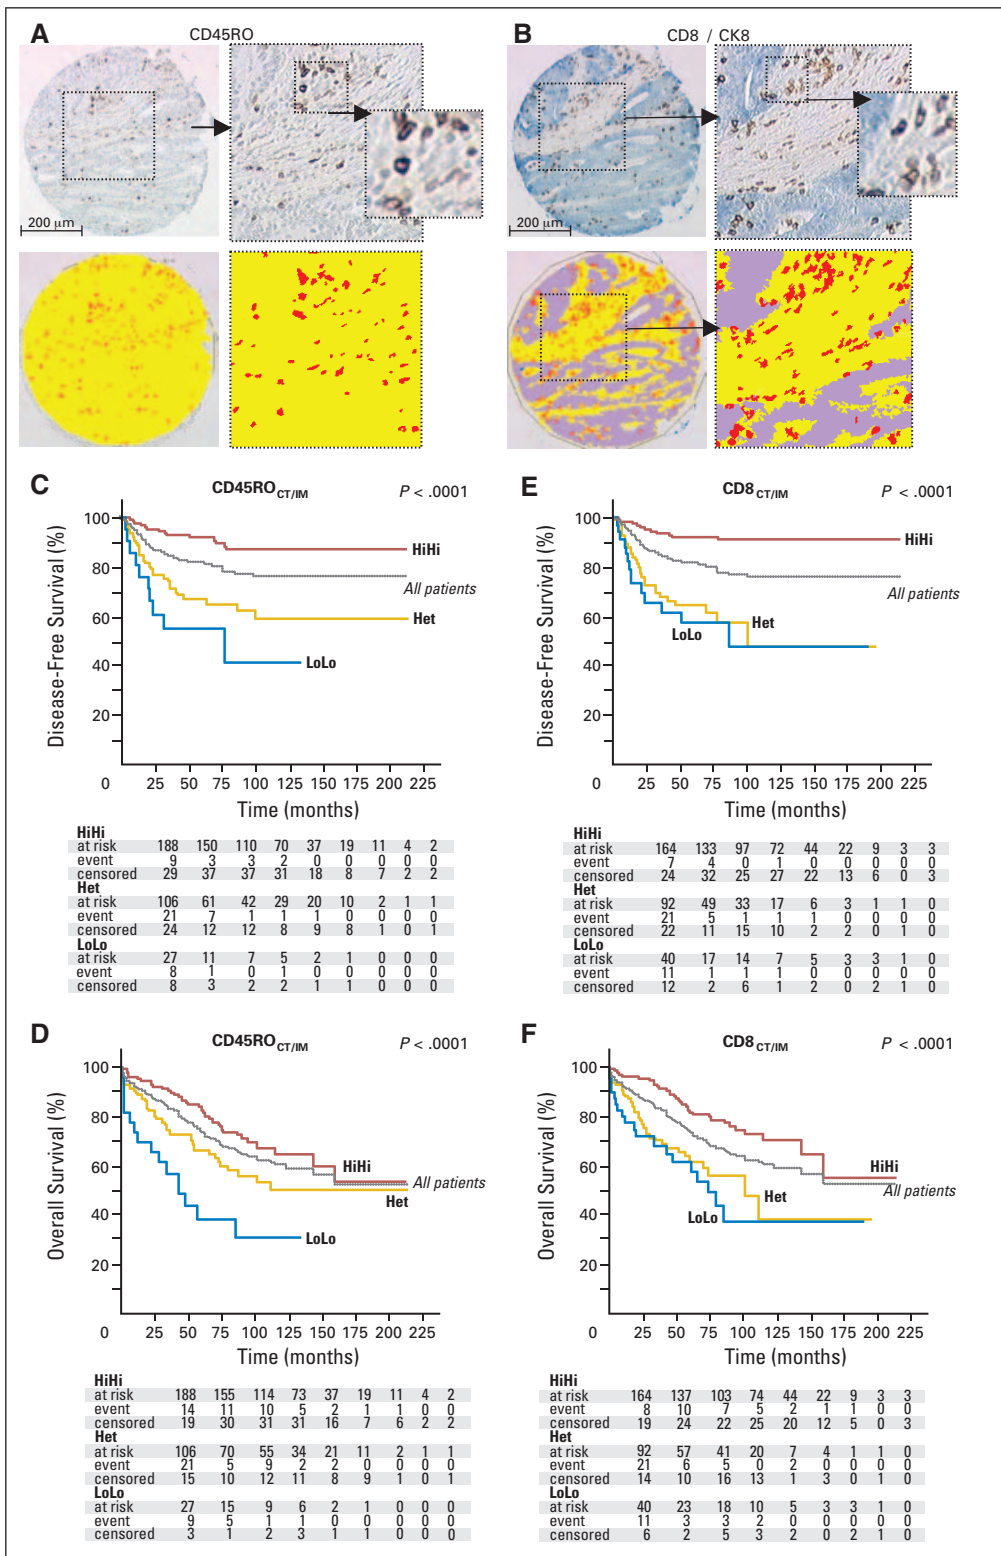 A
CD45RO
200 µm
B
CD8 / CK8
200 µm
C
CD45RO CT/IM
P < .0001
Disease-Free Survival (%)
100
80
60
40
20
0
HiHi
All patients
Het
LoLo
25 50 75 100 125 150 175 200 225
Time (months)
HiHi
at risk 188 150 110 70 37 19 11 4 2
event 9 3 3 2 0 0 0 0 0
censored 29 37 37 31 18 8 7 2 2
Het
at risk 106 61 42 29 20 10 2 1 1
event 21 7 1 1 1 0 0 0 0
censored 24 12 12 8 9 8 1 0 1
LoLo
at risk 27 11 7 5 2 1 0 0 0
event 8 1 0 1 0 0 0 0 0
censored 8 3 2 2 1 1 0 0 0
E
CD8 CT/IM
P < .0001
Disease-Free Survival (%)
100
80
60
40
20
0
HiHi
All patients
Het
LoLo
25 50 75 100 125 150 175 200 225
Time (months)
HiHi
at risk 164 133 97 72 44 22 9 3 3
event 7 4 0 1 0 0 0 0 0
censored 24 32 25 27 22 13 6 0 3
Het
at risk 92 49 33 17 6 3 1 1 0
event 21 5 1 1 1 0 0 0 0
censored 22 11 15 10 2 2 0 1 0
LoLo
at risk 40 17 14 7 5 3 3 1 0
event 11 1 1 1 0 0 0 0 0
censored 12 2 6 1 2 0 2 1 0
D
CD45RO CT/IM
P < .0001
Overall Survival (%)
100
80
60
40
20
0
HiHi
All patients
Het
LoLo
25 50 75 100 125 150 175 200 225
Time (months)
HiHi
at risk 188 155 114 73 37 19 11 4 2
event 14 11 10 5 2 1 1 0 0
censored 19 30 31 31 16 7 6 2 2
Het
at risk 106 70 55 34 21 11 2 1 1
event 21 5 9 2 2 0 0 0 0
censored 15 10 12 11 8 9 1 0 1
LoLo
at risk 27 15 9 6 2 1 0 0 0
event 9 5 1 1 0 0 0 0 0
censored 3 1 2 3 1 1 0 0 0
F
CD8 CT/IM
P < .0001
Overall Survival (%)
100
80
60
40
20
0
HiHi
All patients
Het
LoLo
25 50 75 100 125 150 175 200 225
Time (months)
HiHi
at risk 164 137 103 74 44 22 9 3 3
event 8 10 7 5 2 1 1 0 0
censored 19 24 22 25 20 12 5 0 3
Het
at risk 92 57 41 20 7 4 1 1 0
event 21 6 5 0 2 0 0 0 0
censored 14 10 16 13 1 3 0 1 0
LoLo
at risk 40 23 18 10 5 3 3 1 0
event 11 3 3 2 0 0 0 0 0
censored 6 2 5 3 2 0 2 1 0